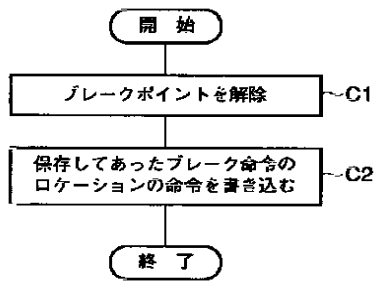 開 始
ブレークポイントを解除
C1
保存してあったブレーク命令の
ロケーションの命令を書き込む
C2
終 了